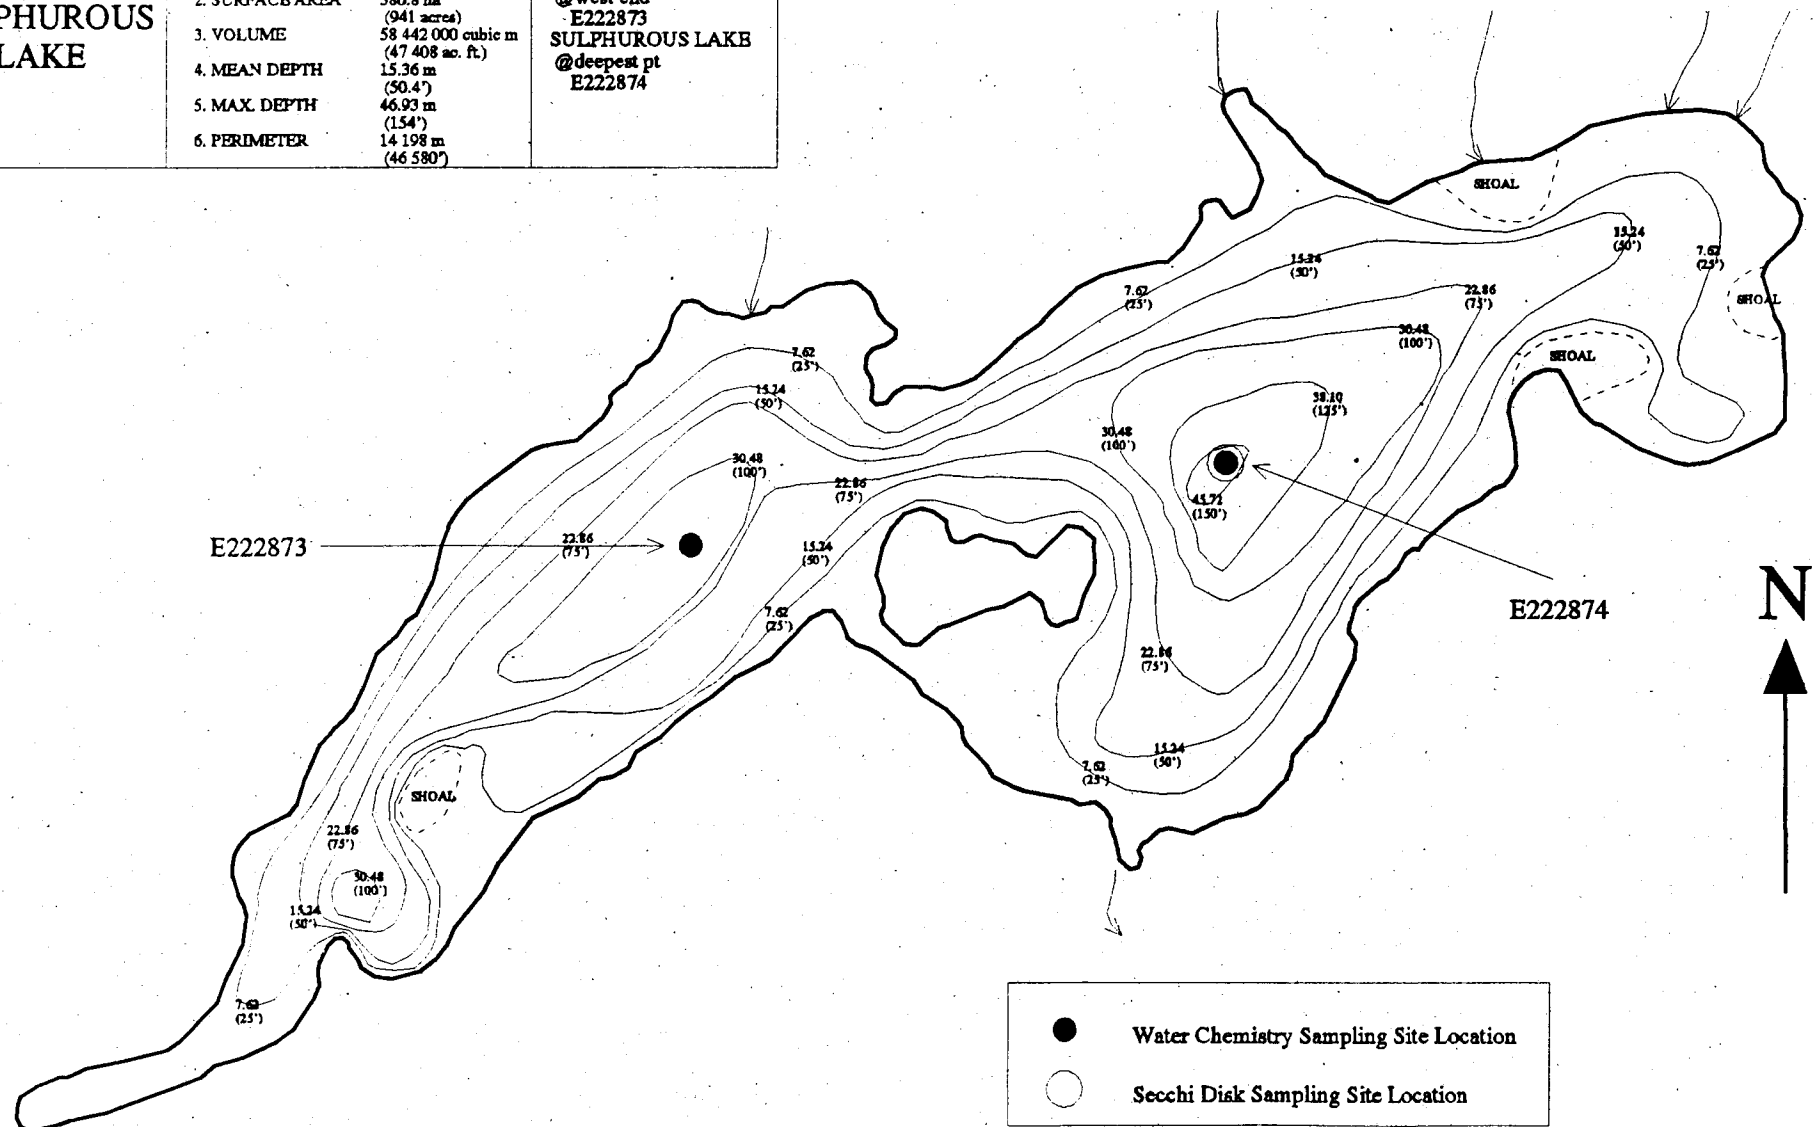 PHUROUS
LAKE
2. SURFACE AREA 380.8 ha
(941 acres)
3. VOLUME 58 442 000 cubic m
(47 408 ac. ft.)
4. MEAN DEPTH 15.36 m
(50.4')
5. MAX. DEPTH 46.93 m
(154')
6. PERIMETER 14 198 m
(46 580')
@west end
E222873
SULPHUROUS LAKE
@deepest pt
E222874
SHOAL
15.24
(50')
7.62
(25')
15.24
(50')
7.62
(25')
22.86
(75')
SHOAL
30.48
(100')
SHOAL
7.62
(25')
15.24
(50')
38.10
(125')
30.48
(100')
30.48
(100')
22.86
(75')
45.72
(150')
E222873
22.86
(75')
15.24
(50')
E222874
N
7.62
(25')
22.86
(75')
15.24
(50')
7.62
(25')
SHOAL
22.86
(75')
30.48
(100')
15.24
(50')
7.62
(25')
Water Chemistry Sampling Site Location
Secchi Disk Sampling Site Location